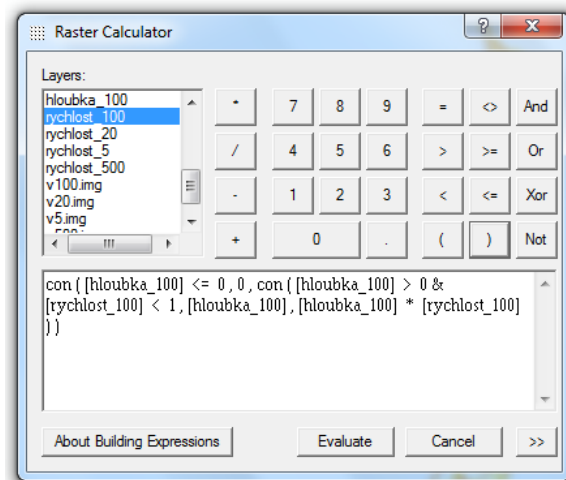 Raster Calculator
Layers:
hloubka_100
rychlost_100
rychlost_20
rychlost_5
rychlost_500
v100.img
v20.img
v5.img
* 7 8 9 = <> And
/ 4 5 6 > >= Or
- 1 2 3 < <= Xor
+ 0 . ( ) Not
con ( [hloubka_100] <= 0 , 0 , con ( [hloubka_100] > 0 &
[rychlost_100] < 1 , [hloubka_100] , [hloubka_100] * [rychlost_100]
) )
About Building Expressions Evaluate Cancel >>